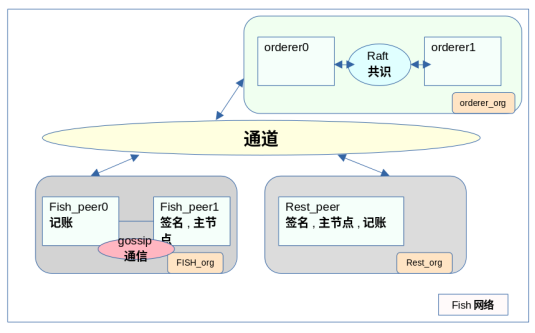 orderer0
Raft
共识
orderer1
orderer_org
通道
Fish_peer0
记账
Fish_peer1
签名 , 主节
点
gossip
通信
FISH_org
Rest_peer
签名 , 主节点 , 记账
Rest_org
Fish 网络